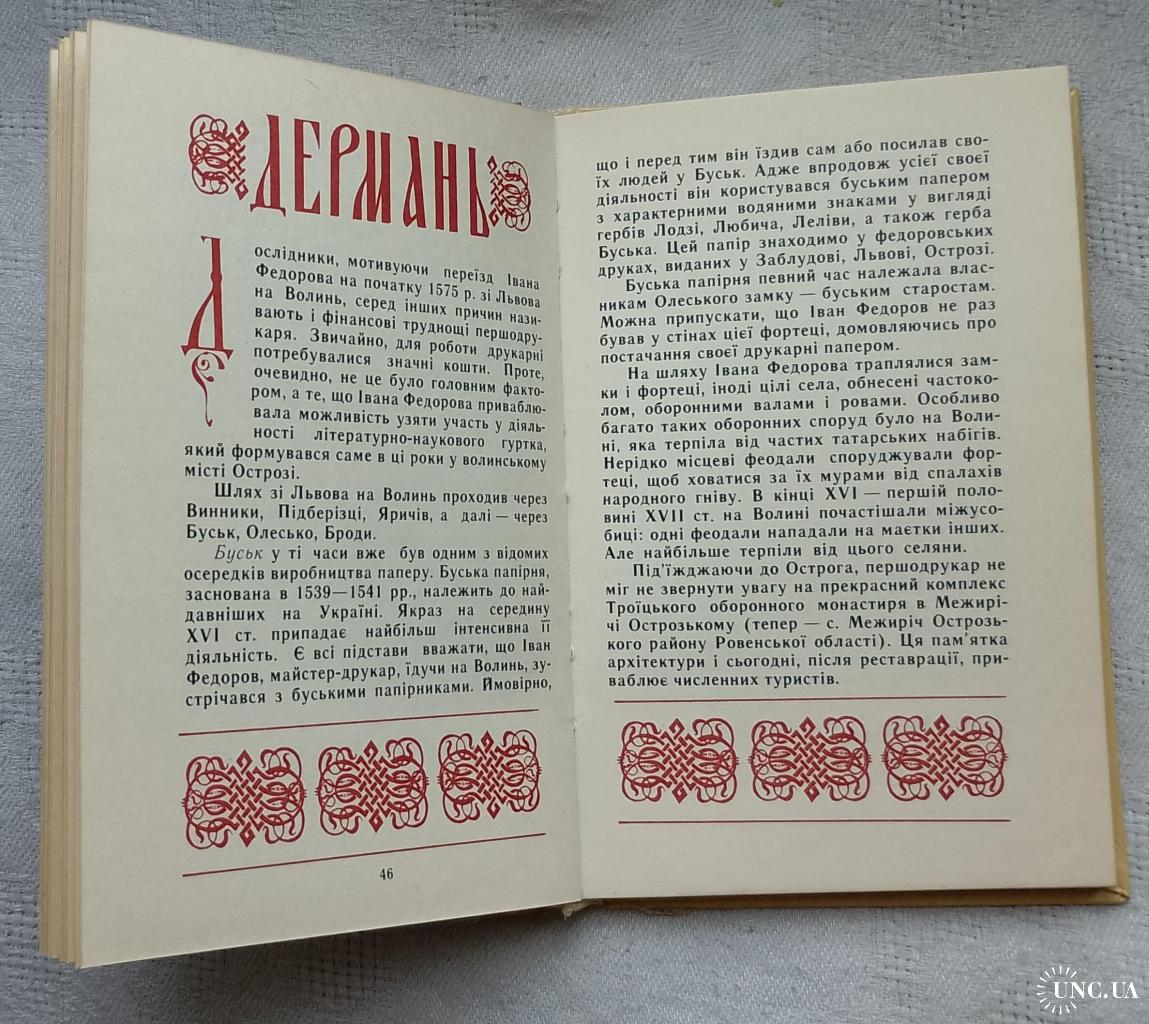 ДЕРМАНЬ
Дослідники, мотивуючи переїзд Івана
Федорова на початку 1575 р. зі Львова
на Волинь, серед інших причин нази-
вають і фінансові труднощі першодру-
каря. Звичайно, для роботи друкарні
потребувалися значні кошти. Проте,
очевидно, не це було головним факто-
ром, а те, що Івана Федорова приваблю-
вала можливість узяти участь у діяль-
ності літературно-наукового гуртка,
який формувався саме в ці роки у волинському
місті Острозі.
Шлях зі Львова на Волинь проходив через
Винники, Підберізці, Яричів, а далі — через
Буськ, Олесько, Броди.
Буськ у ті часи вже був одним з відомих
осередків виробництва паперу. Буська папірня,
заснована в 1539—1541 рр., належить до най-
давніших на Україні. Якраз на середину
XVI ст. припадає найбільш інтенсивна її
діяльність. Є всі підстави вважати, що Іван
Федоров, майстер-друкар, їдучи на Волинь, зу-
стрічався з буськими папірниками. Ймовірно,
46
що і перед тим він їздив сам або посилав сво-
їх людей у Буськ. Адже впродовж усієї своєї
діяльності він користувався буським папером
з характерними водяними знаками у вигляді
гербів Лодзі, Любича, Леліви, а також герба
Буська. Цей папір знаходимо у федоровських
друках, виданих у Заблудові, Львові, Острозі.
Буська папірня певний час належала влас-
никам Олеського замку — буським старостам.
Можна припускати, що Іван Федоров не раз
бував у стінах цієї фортеці, домовляючись про
постачання своєї друкарні папером.
На шляху Івана Федорова траплялися зам-
ки і фортеці, іноді цілі села, обнесені частоко-
лом, оборонними валами і ровами. Особливо
багато таких оборонних споруд було на Воли-
ні, яка терпіла від частих татарських набігів.
Нерідко місцеві феодали споруджували фор-
теці, щоб ховатися за їх мурами від спалахів
народного гніву. В кінці XVI — першій поло-
вині XVII ст. на Волині почастішали міжусо-
биці: одні феодали нападали на маєтки інших.
Але найбільше терпіли від цього селяни.
Під'їжджаючи до Острога, першодрукар не
міг не звернути увагу на прекрасний комплекс
Троїцького оборонного монастиря в Межирі-
чі Острозькому (тепер — с. Межиріч Острозь-
кого району Ровенської області). Ця пам'ятка
архітектури і сьогодні, після реставрації, при-
ваблює численних туристів.
UNC.UA